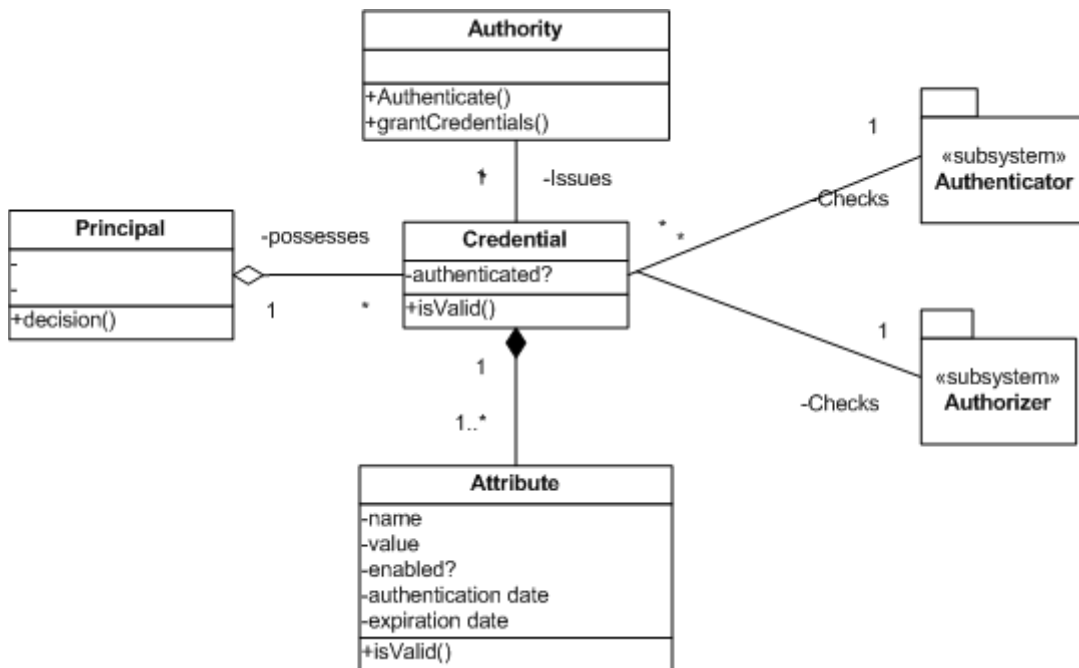 Authority
+Authenticate()
+grantCredentials()
-Issues
1
«subsystem»
Authenticator
-Checks
*
*
Principal
-
-
+decision()
-possesses
1
*
Credential
-authenticated?
+isValid()
1
«subsystem»
Authorizer
-Checks
1
1..*
Attribute
-name
-value
-enabled?
-authentication date
-expiration date
+isValid()